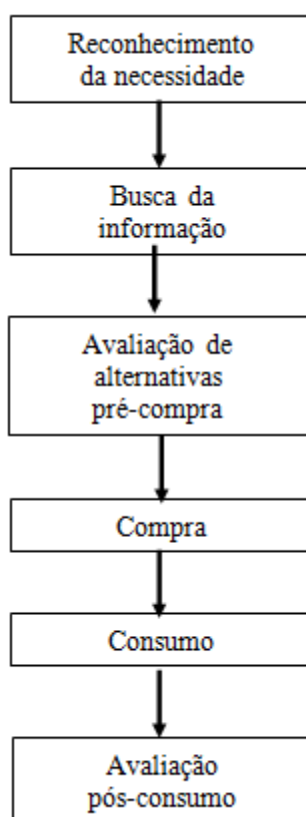 Reconhecimento
da necessidade
Busca da
informação
Avaliação de
alternativas
pré-compra
Compra
Consumo
Avaliação
pós-consumo